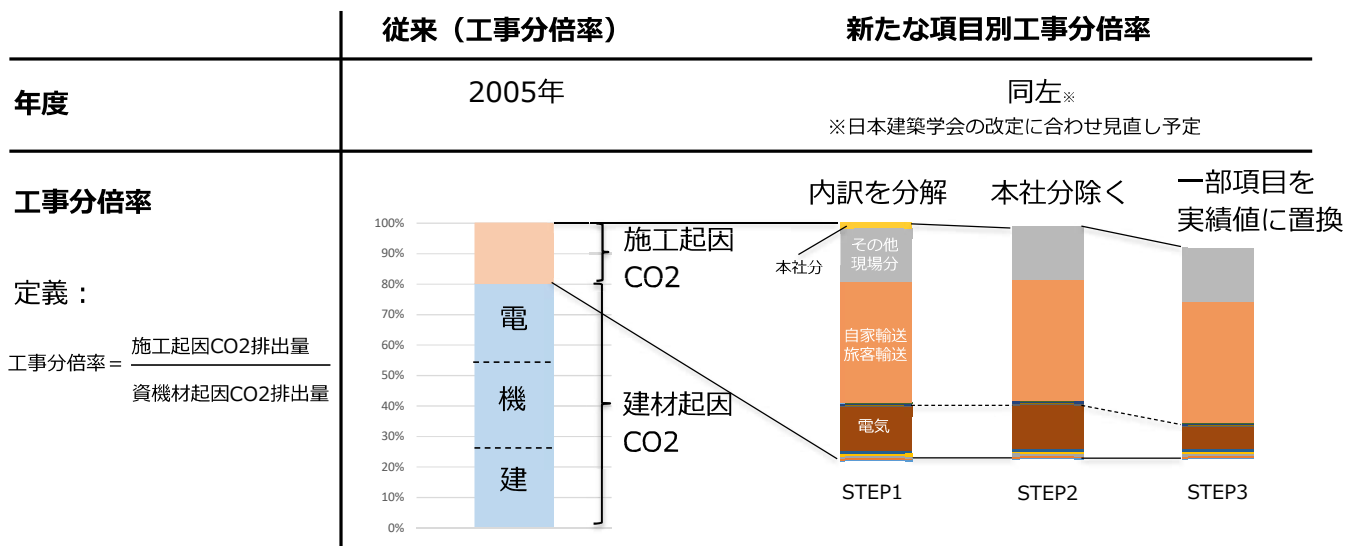 従来（工事分倍率）
新たな項目別工事分倍率
年度
2005年
同左※
※日本建築学会の改定に合わせ見直し予定
工事分倍率
定義：
工事分倍率＝
施工起因CO2排出量
資機材起因CO2排出量
100%
90%
80%
70%
60%
50%
40%
30%
20%
10%
0%
電
機
建
施工起因
CO2
建材起因
CO2
内訳を分解
本社分除く
一部項目を
実績値に置換
本社分
その他
現場分
自家輸送
旅客輸送
電気
STEP1
STEP2
STEP3